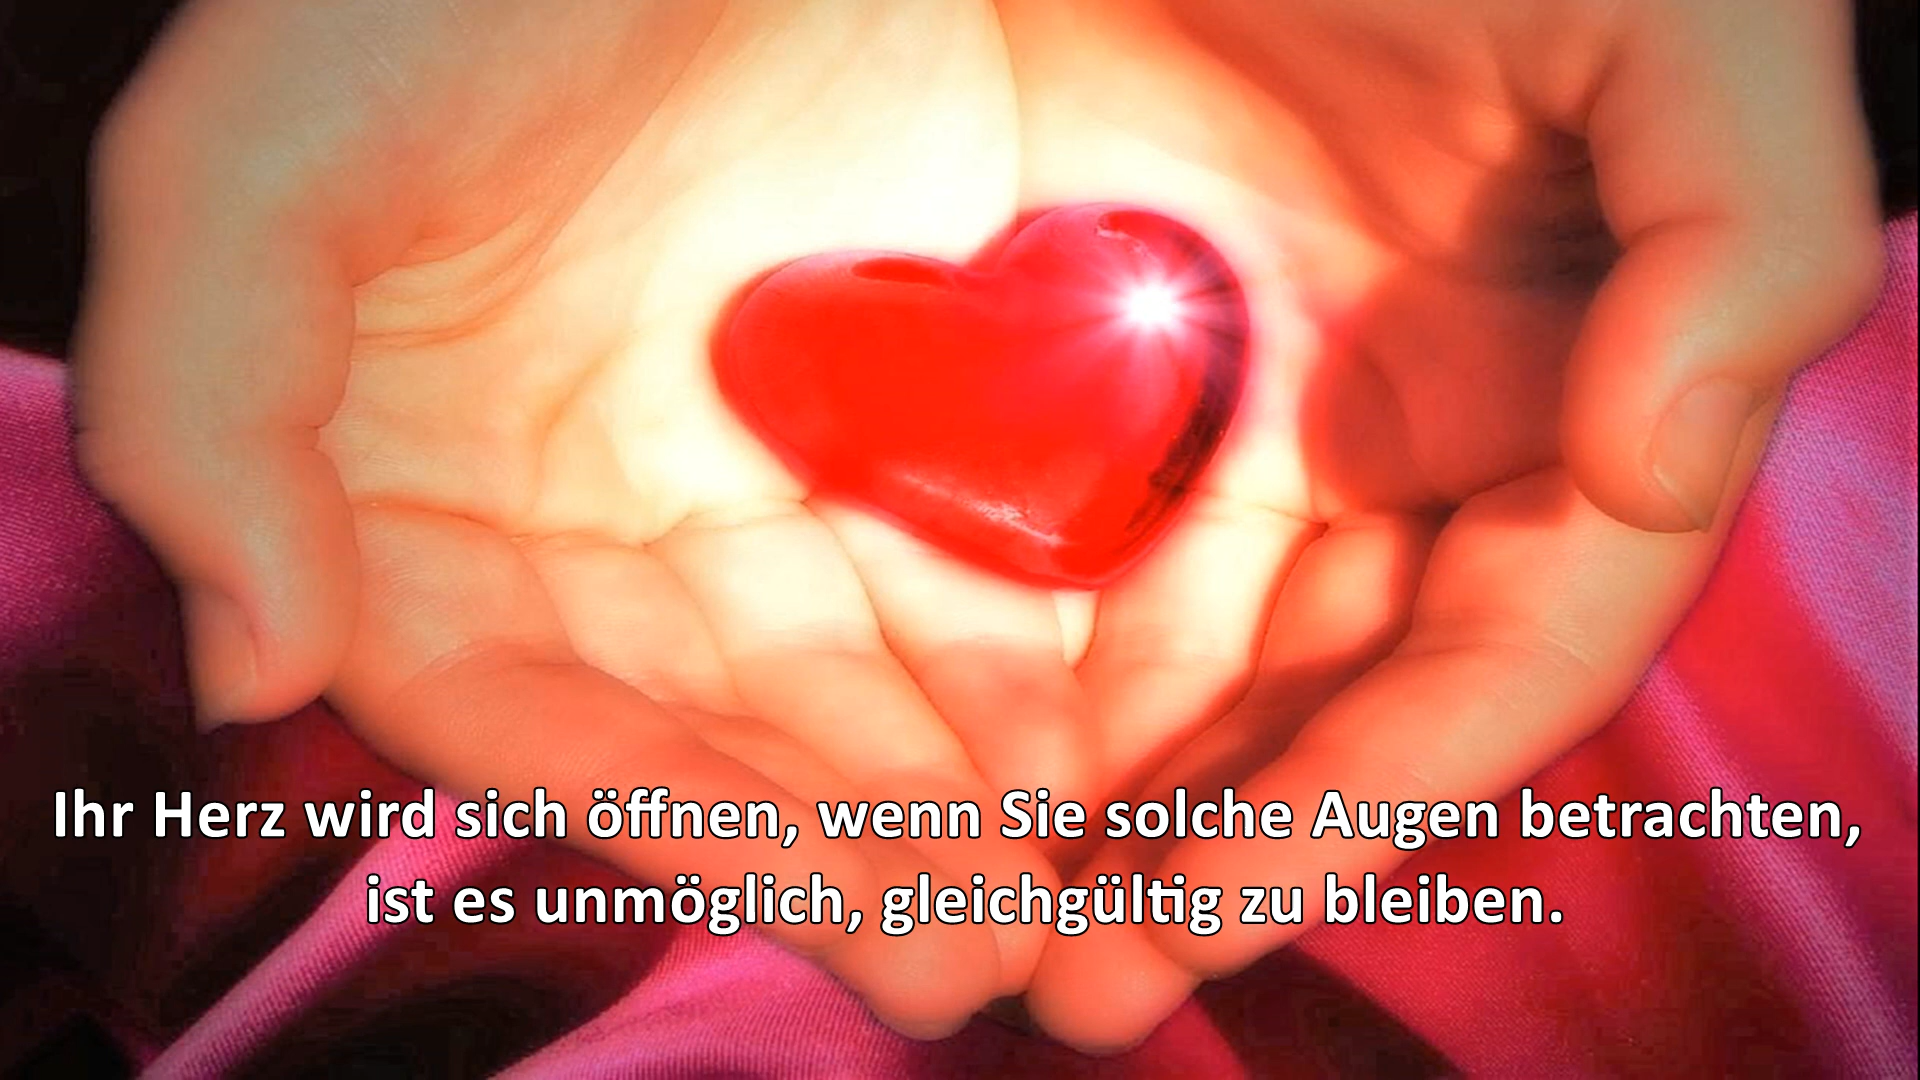 Ihr Herz wird sich öffnen, wenn Sie solche Augen betrachten,
ist es unmöglich, gleichgültig zu bleiben.